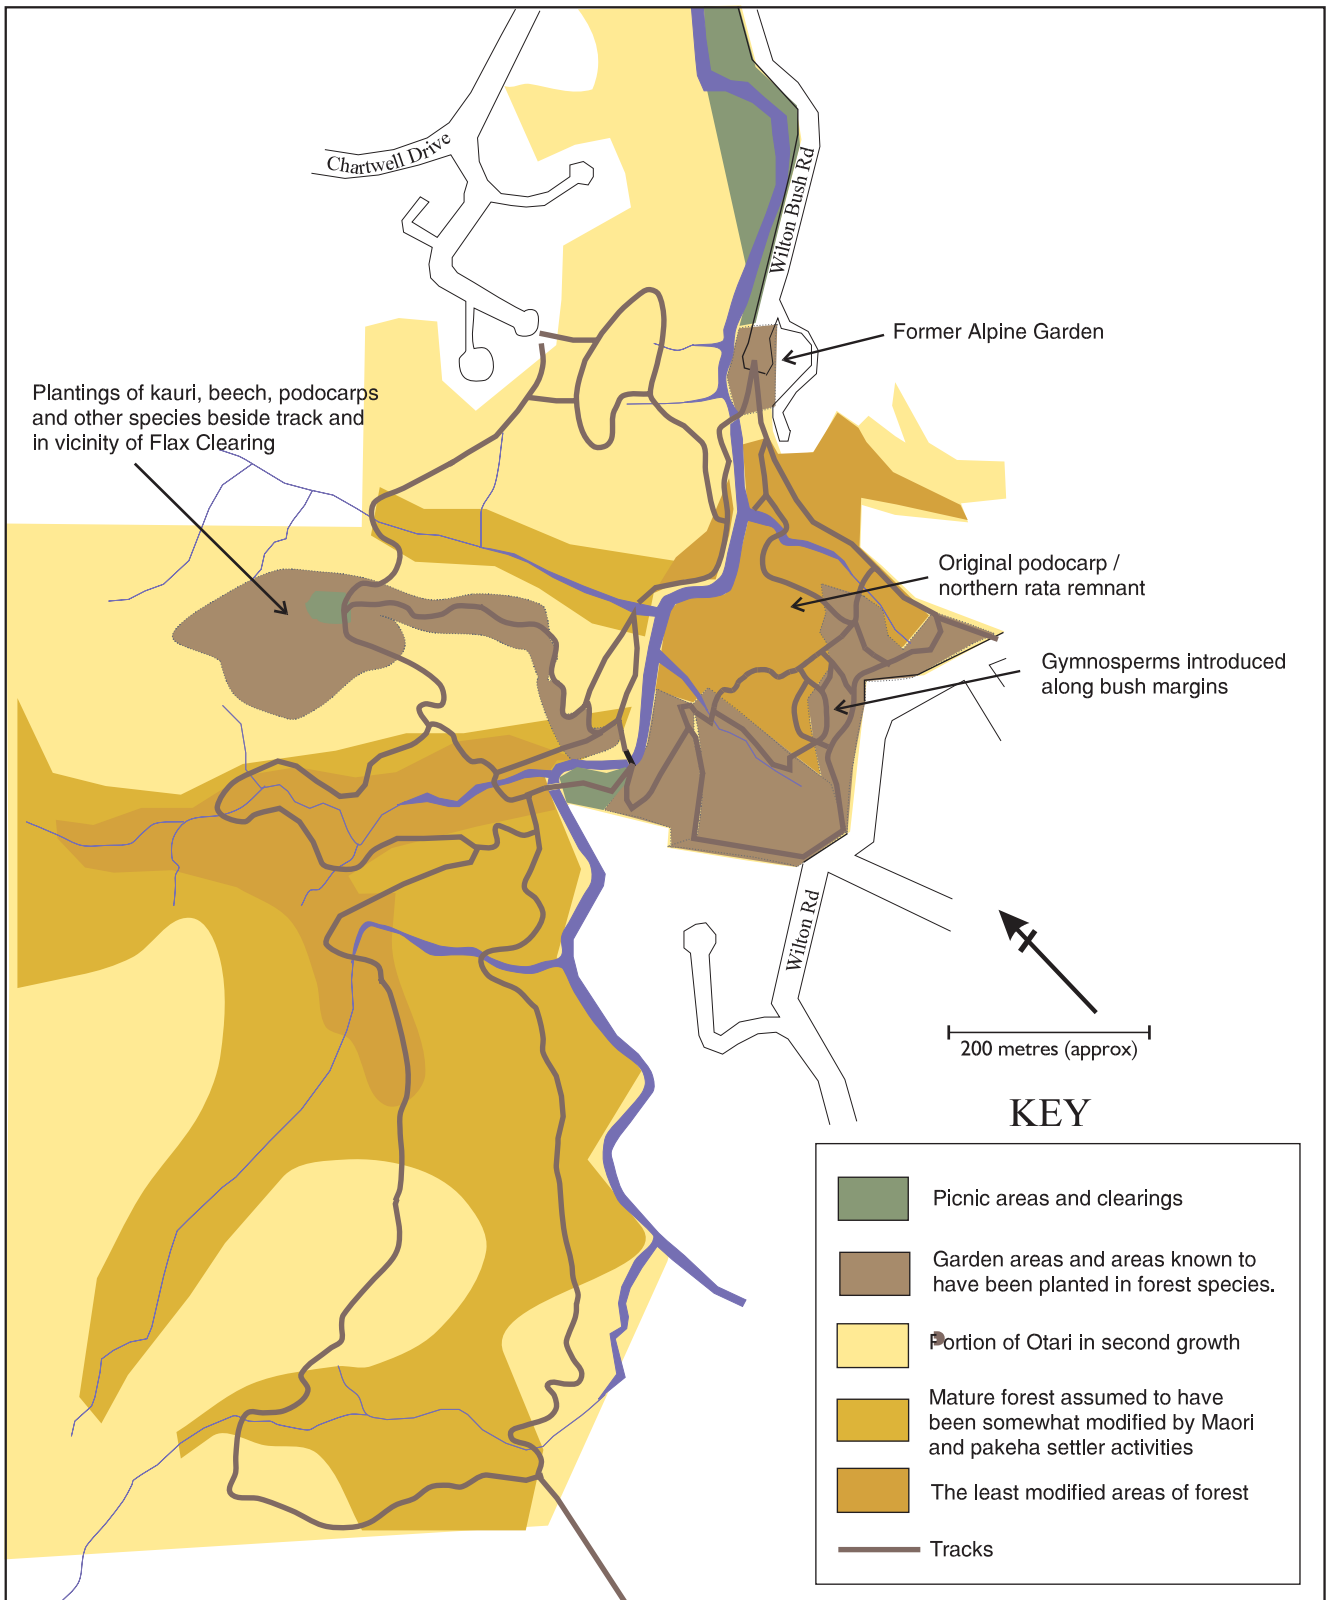 Chartwell Drive
Wilton Bush Rd
Former Alpine Garden
Plantings of kauri, beech, podocarps
and other species beside track and
in vicinity of Flax Clearing
Original podocarp /
northern rata remnant
Gymnosperms introduced
along bush margins
Wilton Rd
200 metres (approx)
KEY
Picnic areas and clearings
Garden areas and areas known to
have been planted in forest species.
Portion of Otari in second growth
Mature forest assumed to have
been somewhat modified by Maori
and pakeha settler activities
The least modified areas of forest
Tracks